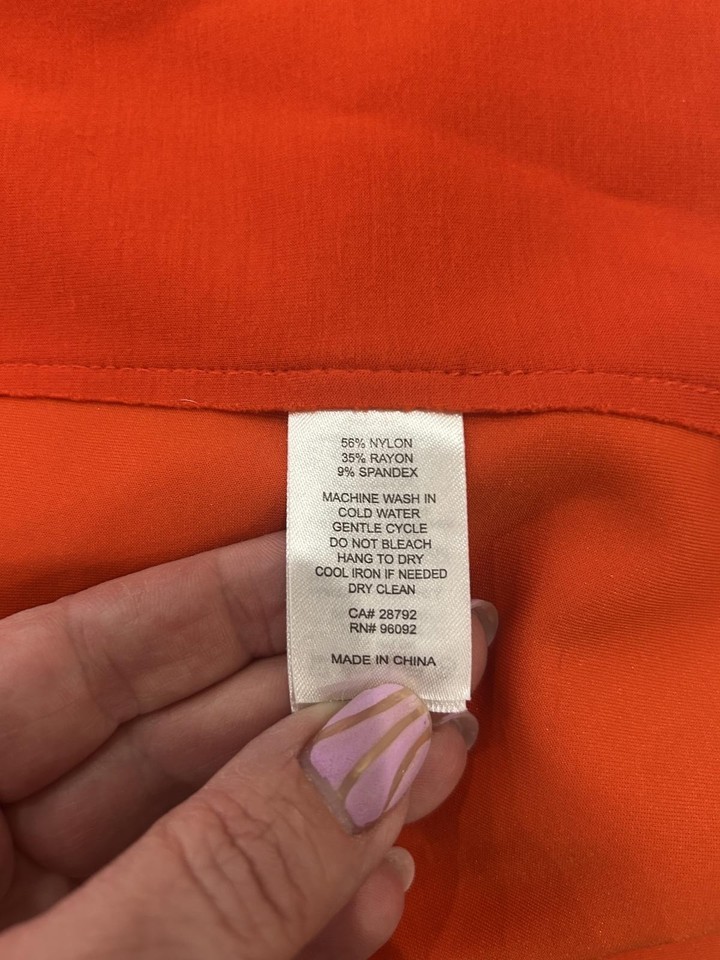 56% NYLON
35% RAYON
9% SPANDEX
MACHINE WASH IN
COLD WATER
GENTLE CYCLE
DO NOT BLEACH
HANG TO DRY
COOL IRON IF NEEDED
DRY CLEAN
CA# 28792
RN# 96092
MADE IN CHINA